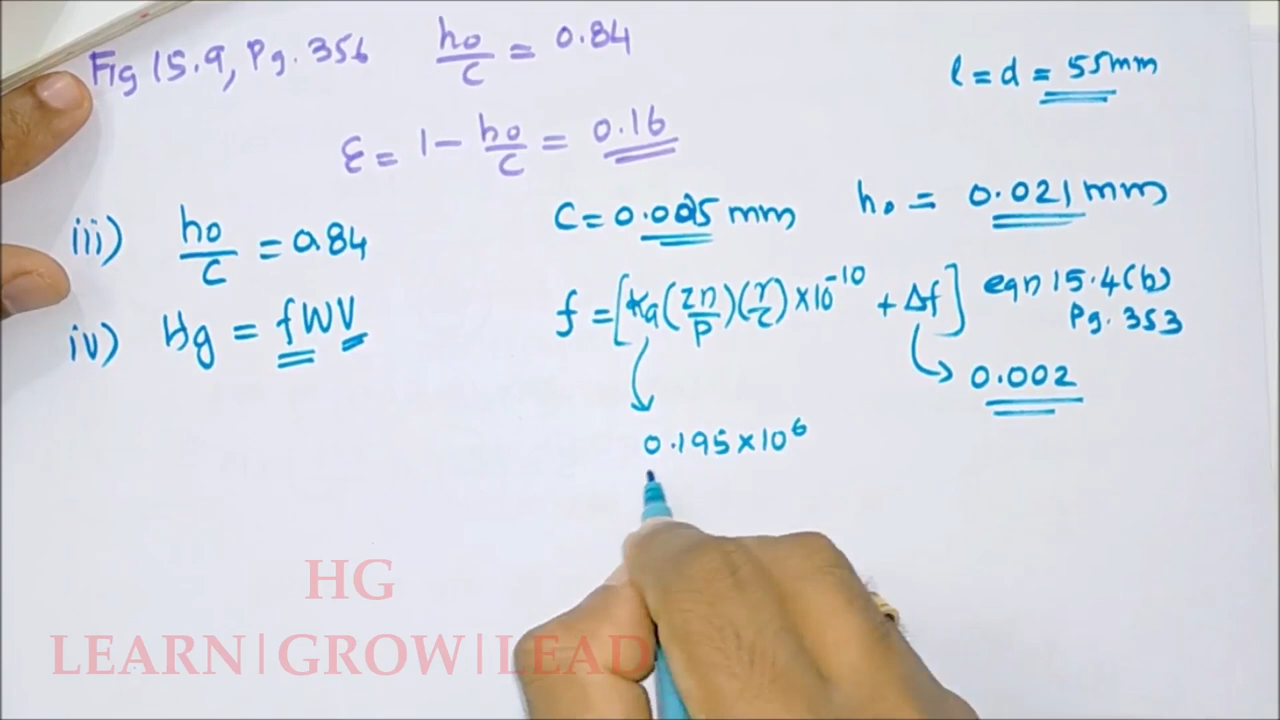 Fig 15.9, Pg. 356 ho/c = 0.84
l = d = 55mm
ε = 1 - ho/c = 0.16
iii) ho/c = 0.84 C = 0.025 mm ho = 0.021 mm
iv) Hg = fWV f = [Ka(Zn/P)(r/c) × 10^-10 + Δf] eqn 15.4(b)
Pg. 353
0.002
0.195 × 10^6
HG
LEARN|GROW|LEAD